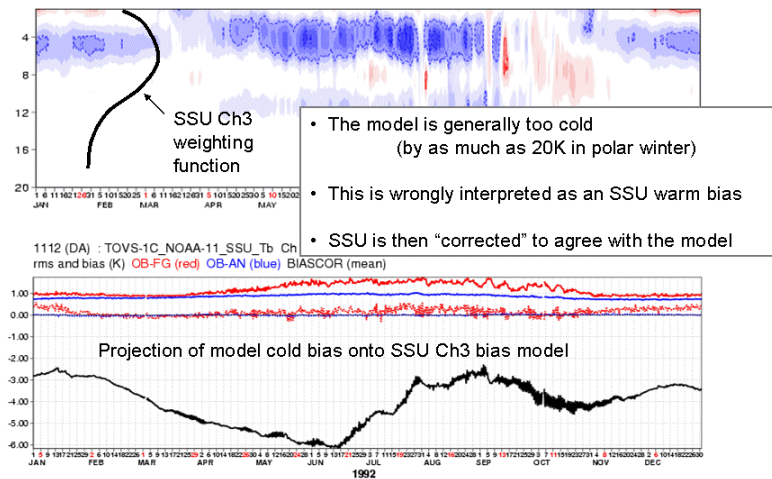 4
8
12
16
20
SSU Ch3
weighting
function
JAN FEB MAR APR MAY
• The model is generally too cold
(by as much as 20K in polar winter)
• This is wrongly interpreted as an SSU warm bias
• SSU is then “corrected” to agree with the model
1112 (DA) : TOVS-1C_NOAA-11_SSU_Tb Ch
rms and bias (K) OB-FG (red) OB-AN (blue) BIASCOR (mean)
1.00
0.00
-1.00
-2.00
Projection of model cold bias onto SSU Ch3 bias model
-3.00
-4.00
-5.00
-6.00
JAN FEB MAR APR MAY JUN JUL AUG SEP OCT NOV DEC
1992